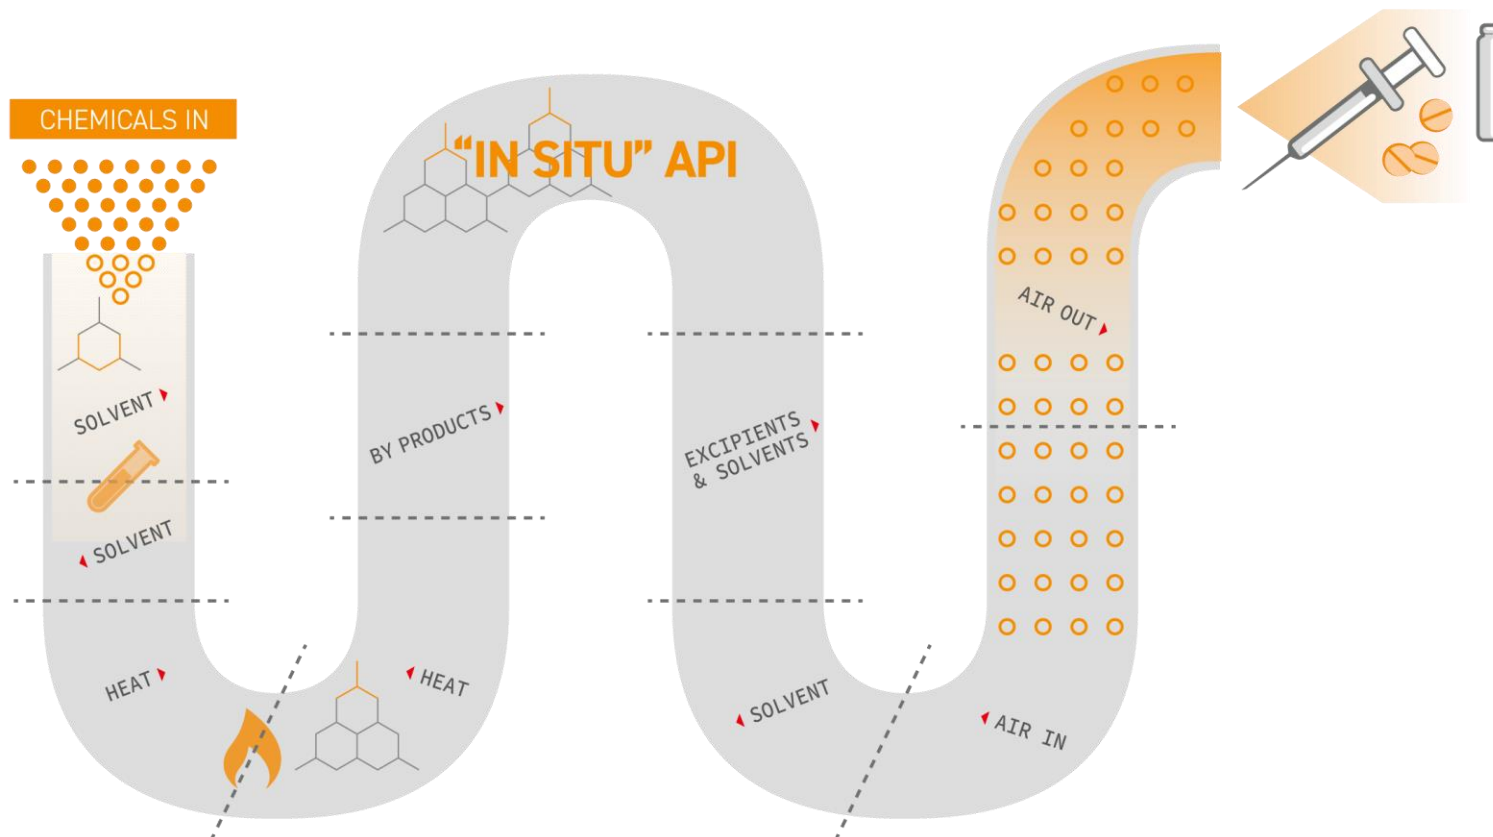 CHEMICALS IN
SOLVENT
SOLVENT
HEAT
HEAT
BY PRODUCTS
“IN SITU” API
EXCIPIENTS
& SOLVENTS
SOLVENT
AIR IN
AIR OUT